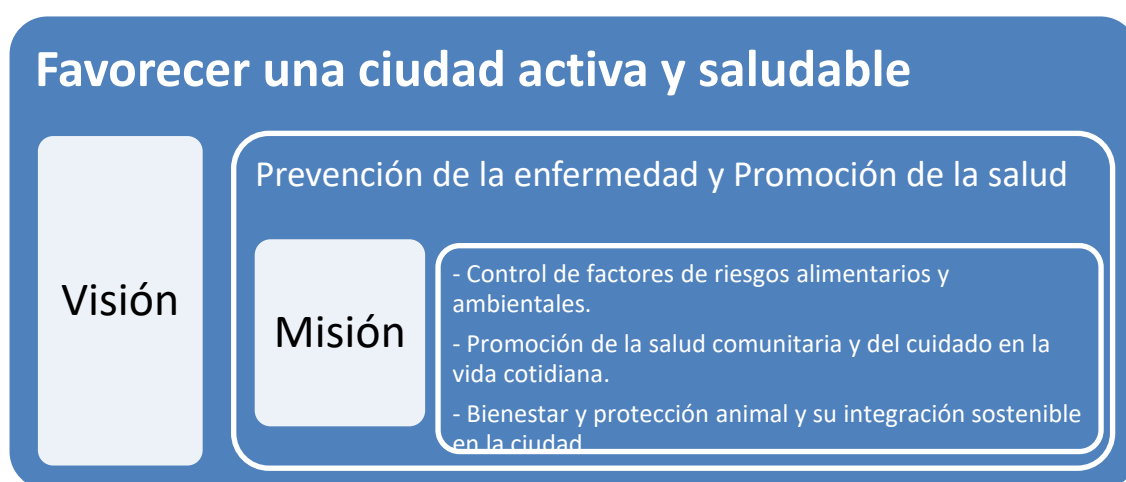 Favorecer una ciudad activa y saludable
Visión
Prevención de la enfermedad y Promoción de la salud
Misión
- Control de factores de riesgos alimentarios y
ambientales.
- Promoción de la salud comunitaria y del cuidado en la
vida cotidiana.
- Bienestar y protección animal y su integración sostenible
en la ciudad